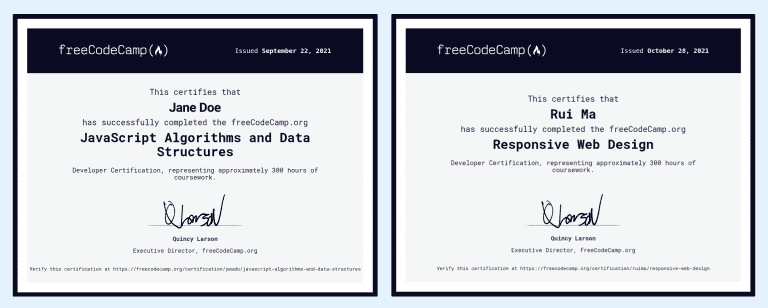 freeCodeCamp(🔥)
Issued September 22, 2021
This certifies that
Jane Doe
has successfully completed the freeCodeCamp.org
JavaScript Algorithms and Data
Structures
Developer Certification, representing approximately 300 hours of
coursework.
Quincy Larson
Executive Director, freeCodeCamp.org
Verify this certification at https://freecodecamp.org/certification/janedo/javascript-algorithms-and-data-structures
freeCodeCamp(🔥)
Issued October 28, 2021
This certifies that
Rui Ma
has successfully completed the freeCodeCamp.org
Responsive Web Design
Developer Certification, representing approximately 300 hours of
coursework.
Quincy Larson
Executive Director, freeCodeCamp.org
Verify this certification at https://freecodecamp.org/certification/ruima/responsive-web-design